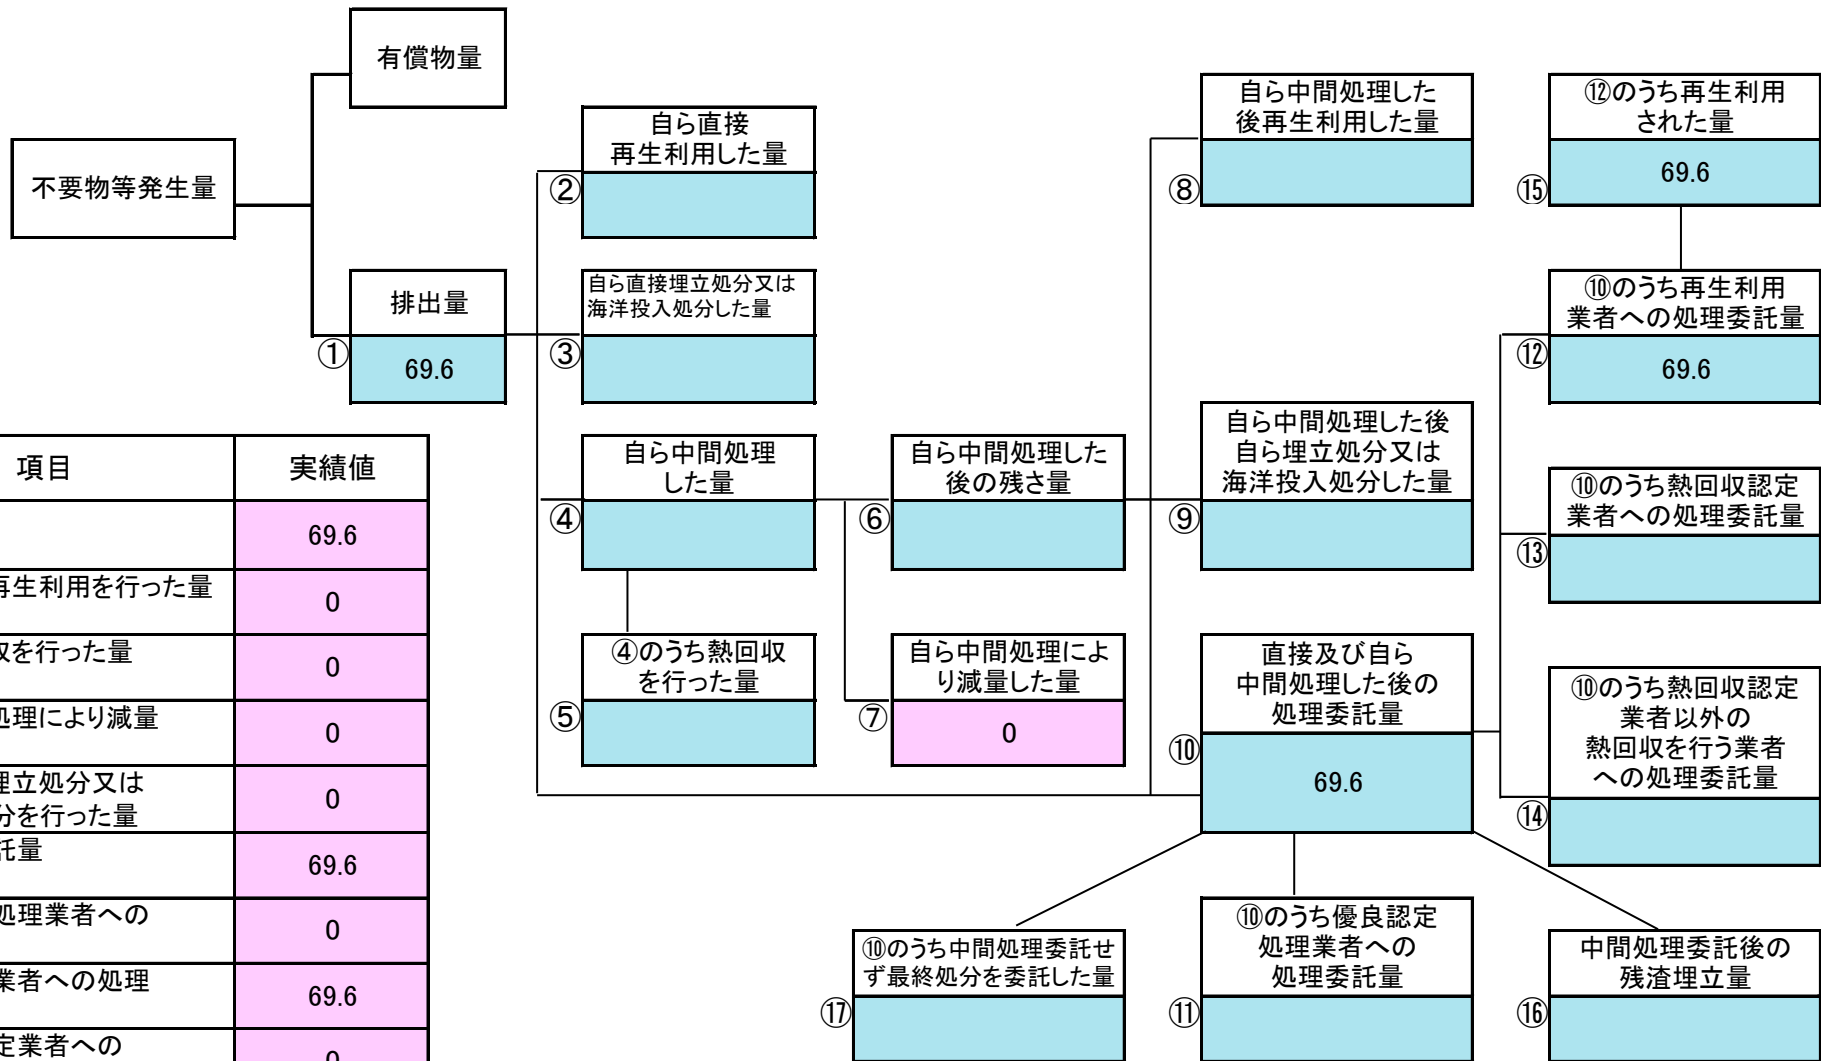 有償物量
不要物等発生量
排出量
①
69.6
自ら直接
再生利用した量
②
自ら直接埋立処分又は
海洋投入処分した量
③
自ら中間処理
した量
④
④のうち熱回収
を行った量
⑤
自ら中間処理した
後の残さ量
⑥
自ら中間処理によ
り減量した量
⑦
0
自ら中間処理した
後再生利用した量
⑧
自ら中間処理した後
自ら埋立処分又は
海洋投入処分した量
⑨
直接及び自ら
中間処理した後の
処理委託量
⑩
69.6
⑫のうち再生利用
された量
⑮
69.6
⑩のうち再生利用
業者への処理委託量
⑫
69.6
⑩のうち熱回収認定
業者への処理委託量
⑬
⑩のうち熱回収認定
業者以外の
熱回収を行う業者
への処理委託量
⑭
⑩のうち中間処理委託せ
ず最終処分を委託した量
⑰
⑩のうち優良認定
処理業者への
処理委託量
⑪
中間処理委託後の
残渣埋立量
⑯
項目
実績値
69.6
再生利用を行った量
0
を行った量
0
処理により減量
0
埋立処分又は
分を行った量
0
託量
69.6
処理業者への
0
業者への処理
69.6
定業者への
0